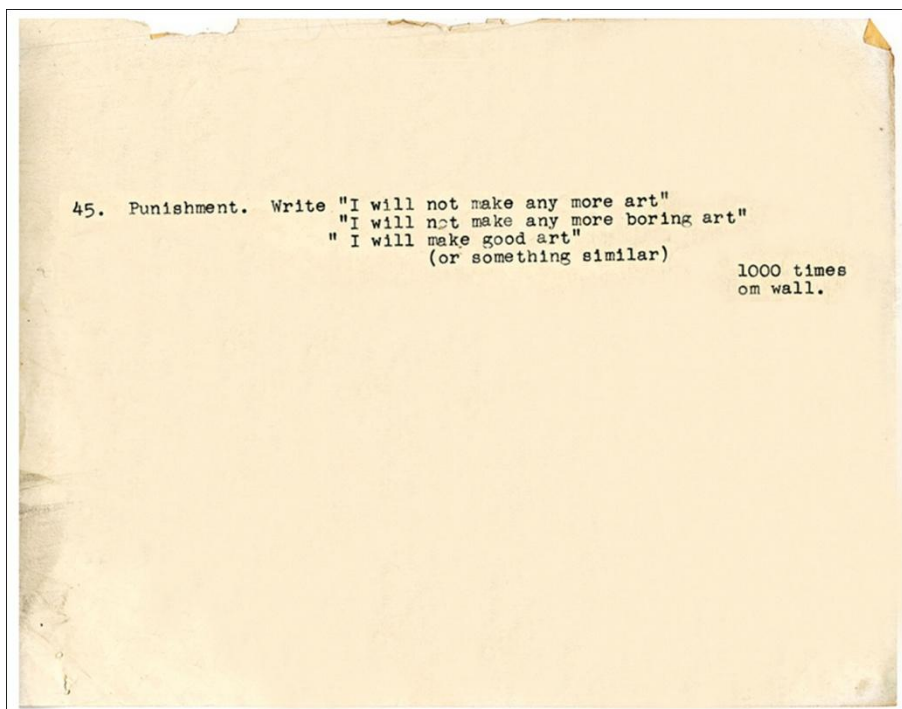 45. Punishment. Write "I will not make any more art"
"I will not make any more boring art"
" I will make good art"
(or something similar)
1000 times
om wall.